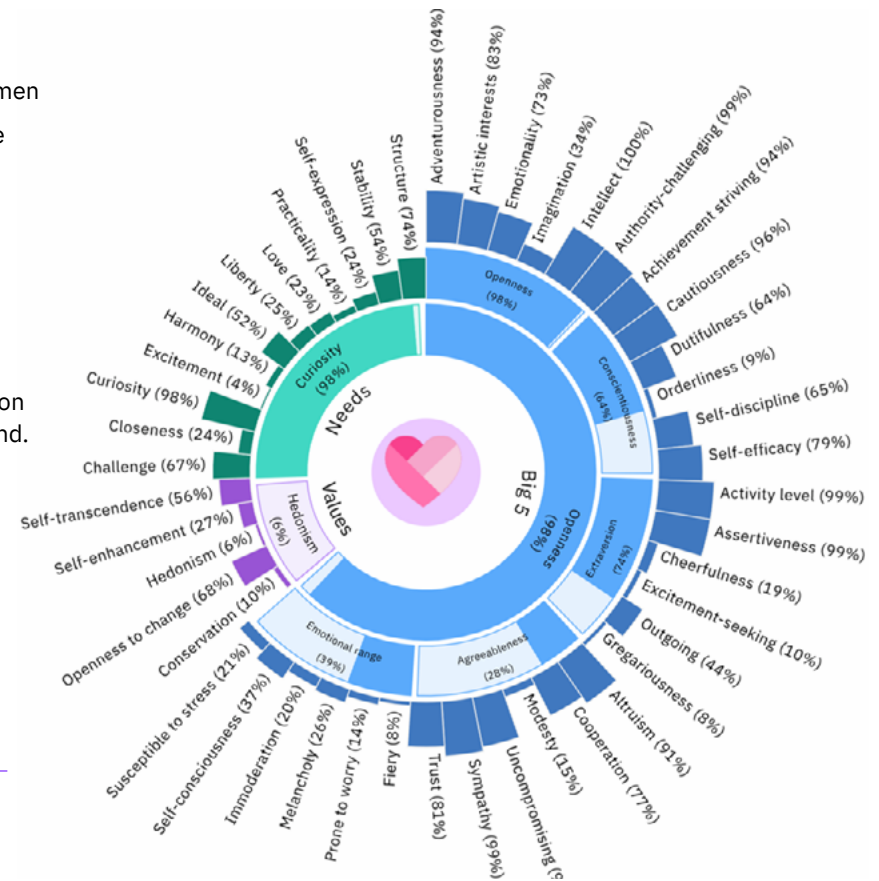 men
e
on
nd.
Adventurousness (94%)
Artistic interests (83%)
Emotionality (73%)
Imagination (34%)
Intellect (100%)
Authority-challenging (99%)
Achievement striving (94%)
Cautiousness (96%)
Dutifulness (64%)
Orderliness (9%)
Self-discipline (65%)
Self-efficacy (79%)
Activity level (99%)
Assertiveness (99%)
Cheerfulness (19%)
Excitement-seeking (10%)
Outgoing (44%)
Gregariousness (8%)
Altruism (91%)
Cooperation (77%)
Modesty (15%)
Uncompromising (9
Sympathy (99%)
Trust (81%)
Fiery (8%)
Prone to worry (14%)
Melancholy (26%)
Immoderation (20%)
Self-consciousness (37%)
Susceptible to stress (21%)
Conservation (10%)
Openness to change (68%)
Hedonism (6%)
Self-enhancement (27%)
Self-transcendence (56%)
Challenge (67%)
Closeness (24%)
Curiosity (98%)
Excitement (4%)
Harmony (13%)
Ideal (52%)
Liberty (25%)
Love (23%)
Practicality (14%)
Self-expression (24%)
Stability (54%)
Structure (74%)
Openness
(98%)
Conscientiousness
(64%)
Extraversion
(74%)
Agreeableness
(28%)
Emotional range
(39%)
Hedonism
(6%)
Curiosity
(98%)
Openness
(98%)
Needs
Values
Big 5